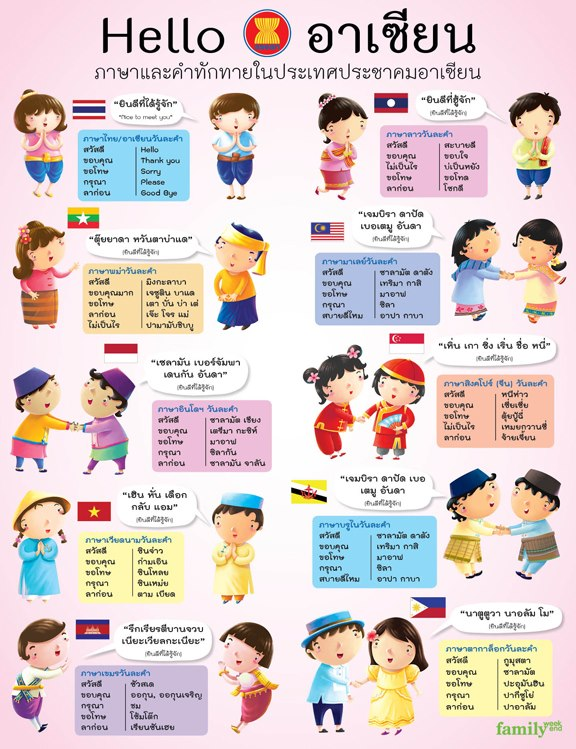 Hello อาเซียน
ภาษาและคำทักทายในประเทศประชาคมอาเซียน
“ยินดีที่ได้รู้จัก”
“Nice to meet you”
ภาษาไทย/อาเซียนวันละคำ
สวัสดี Hello
ขอบคุณ Thank you
ขอโทษ Sorry
กรุณา Please
ลาก่อน Good Bye
“ยินดีที่ฮู้จัก”
(ยินดีที่ได้รู้จัก)
ภาษาลาววันละคำ
สวัสดี สะบายดี
ขอบคุณ ขอบใจ
ไม่เป็นไร บ่เป็นหยัง
ขอโทษ ขอโทด
ลาก่อน โชกดี
“ตุ๊ยยาดา หวันตาบ่าแด”
(ยินดีที่ได้รู้จัก)
ภาษาพม่าวันละคำ
สวัสดี มิงกะลาบา
ขอบคุณมาก เจซูติน บาแด
ขอโทษ เตา บัน บ่า เต่
ลาก่อน เจ๊ะ โจร แม่
ไม่เป็นไร ปามามับชิบบู
“เจมบิรา ดาปัด
เบอเตมู อันดา”
(ยินดีที่ได้รู้จัก)
ภาษามาเลย์วันละคำ
สวัสดี ซาลามัด ดาตัง
ขอบคุณ เทริมา กาสิ
ขอโทษ มาอาฟ
กรุณา ซิลา
สบายดีไหม อาปา กาบา
“เซลามัน เบอร์จัมพา
เดนกัน อันดา”
(ยินดีที่ได้รู้จัก)
ภาษาอินโดฯ วันละคำ
สวัสดี ซาลามัต เซียง
ขอบคุณ เตรีมา กะซิห์
ขอโทษ มาอาฟ
กรุณา ซิลากัน
ลาก่อน ซาลามัน จาลัน
“เหิ่น เกา ซิ่ง เริ่น ชื่อ หนี่”
(ยินดีที่ได้รู้จัก)
ภาษาสิงคโปร์ (จีน) วันละคำ
สวัสดี หนีห่าว
ขอบคุณ เซี่ยเซี่ย
ขอโทษ ตุ้ยปู้ฉี่
ไม่เป็นไร เหมยกวานซี่
ลาก่อน จ้ายเจี้ยน
“เฮิน หั่น เดือก
กลับ แอม”
(ยินดีที่ได้รู้จัก)
ภาษาเวียดนามวันละคำ
สวัสดี ซินจ่าว
ขอบคุณ ก่ามเอิน
ขอโทษ ซินโหลย
กรุณา ซินเหม่ย
ลาก่อน ตาม เบียด
“เจมบิรา ดาปัด เบอ
เตมู อันดา”
(ยินดีที่ได้รู้จัก)
ภาษาบรูไนวันละคำ
สวัสดี ซาลามัด ดาตัง
ขอบคุณ เทริมา กาสิ
ขอโทษ มาอาฟ
กรุณา ซิลา
สบายดีไหม อาปา กาบา
“รีกเรียรตีบานจวบ
เนียะเวียลกะเนียะ”
(ยินดีที่ได้รู้จัก)
ภาษาเขมรวันละคำ
สวัสดี ซัวสเด
ขอบคุณ ออกุน, ออกุนเจริญ
กรุณา ซม
ขอโทษ โซ้มโต๊ก
ลาก่อน เรียนซันเฮย
“นาตูตูวา นาอลัม โม”
(ยินดีที่ได้รู้จัก)
ภาษาตากาล็อกวันละคำ
สวัสดี กูมุสตา
ขอบคุณ ซาลามัต
ขอโทษ ปะอุมันฮิน
กรุณา ปากีซูโย่
ลาก่อน ปาอาลัม
family week end